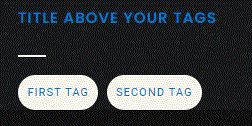 TITLE ABOVE YOUR TAGS
FIRST TAG SECOND TAG